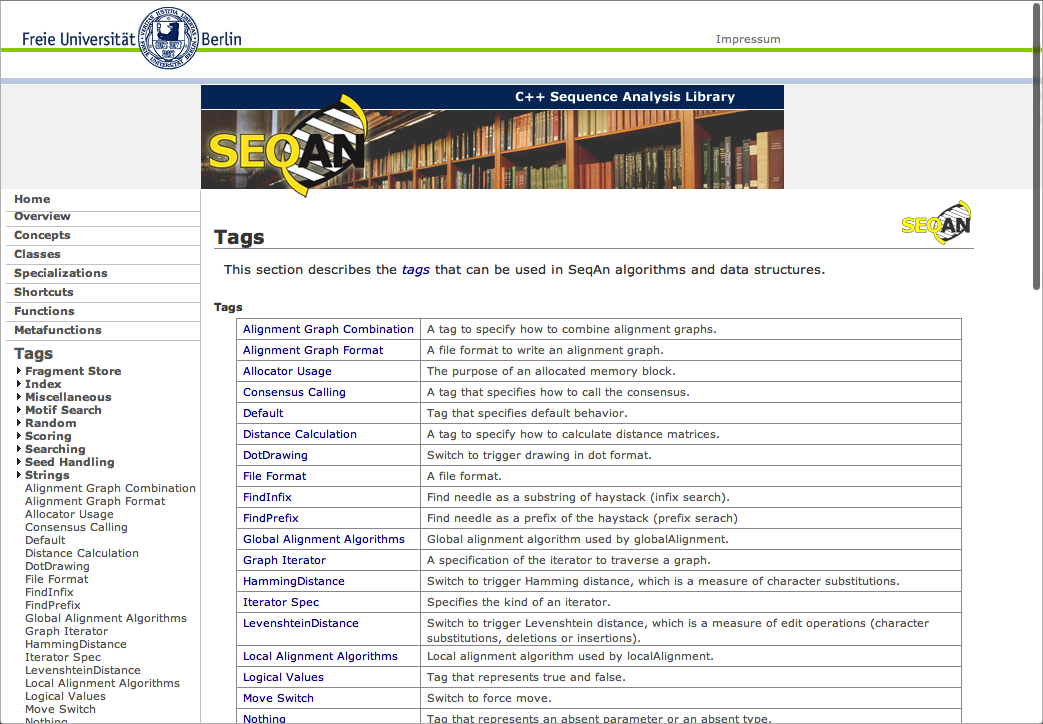 Freie Universität Berlin
Impressum
C++ Sequence Analysis Library
SEQAN
Home
Overview
Concepts
Classes
Specializations
Shortcuts
Functions
Metafunctions
Tags
Fragment Store
Index
Miscellaneous
Motif Search
Random
Scoring
Searching
Seed Handling
Strings
Alignment Graph Combination
Alignment Graph Format
Allocator Usage
Consensus Calling
Default
Distance Calculation
DotDrawing
File Format
FindInfix
FindPrefix
Global Alignment Algorithms
Graph Iterator
HammingDistance
Iterator Spec
LevenshteinDistance
Local Alignment Algorithms
Logical Values
Move Switch
Nothing
SEQAN
Tags
This section describes the tags that can be used in SeqAn algorithms and data structures.
Tags
Alignment Graph Combination A tag to specify how to combine alignment graphs.
Alignment Graph Format A file format to write an alignment graph.
Allocator Usage The purpose of an allocated memory block.
Consensus Calling A tag that specifies how to call the consensus.
Default Tag that specifies default behavior.
Distance Calculation A tag to specify how to calculate distance matrices.
DotDrawing Switch to trigger drawing in dot format.
File Format A file format.
FindInfix Find needle as a substring of haystack (infix search).
FindPrefix Find needle as a prefix of the haystack (prefix serach)
Global Alignment Algorithms Global alignment algorithm used by globalAlignment.
Graph Iterator A specification of the iterator to traverse a graph.
HammingDistance Switch to trigger Hamming distance, which is a measure of character substitutions.
Iterator Spec Specifies the kind of an iterator.
LevenshteinDistance Switch to trigger Levenshtein distance, which is a measure of edit operations (character
substitutions, deletions or insertions).
Local Alignment Algorithms Local alignment algorithm used by localAlignment.
Logical Values Tag that represents true and false.
Move Switch Switch to force move.
Nothing Tag that represents an absent parameter or an absent type.